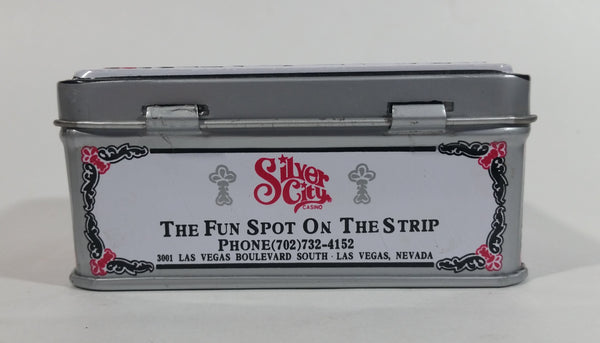 Silver
City
CASINO
THE FUN SPOT ON THE STRIP
PHONE(702)732-4152
3001 LAS VEGAS BOULEVARD SOUTH · LAS VEGAS, NEVADA